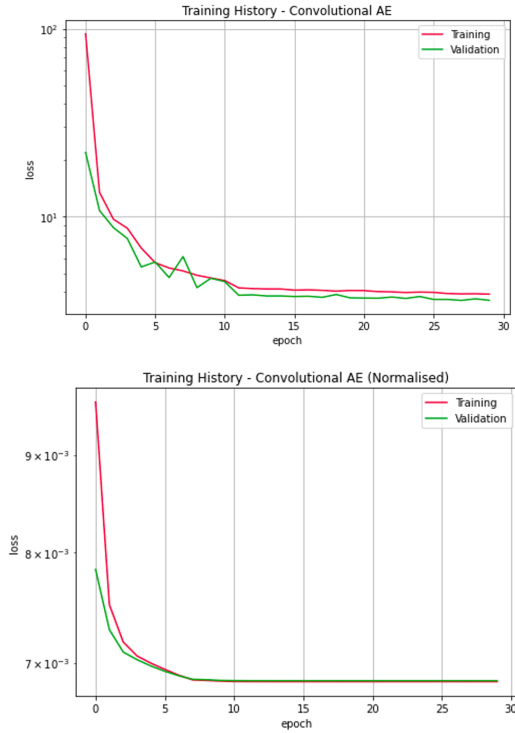 Training History - Convolutional AE
10²
10¹
loss
Training
Validation
0 5 10 15 20 25 30
epoch
Training History - Convolutional AE (Normalised)
9 × 10⁻³
8 × 10⁻³
7 × 10⁻³
loss
Training
Validation
0 5 10 15 20 25 30
epoch